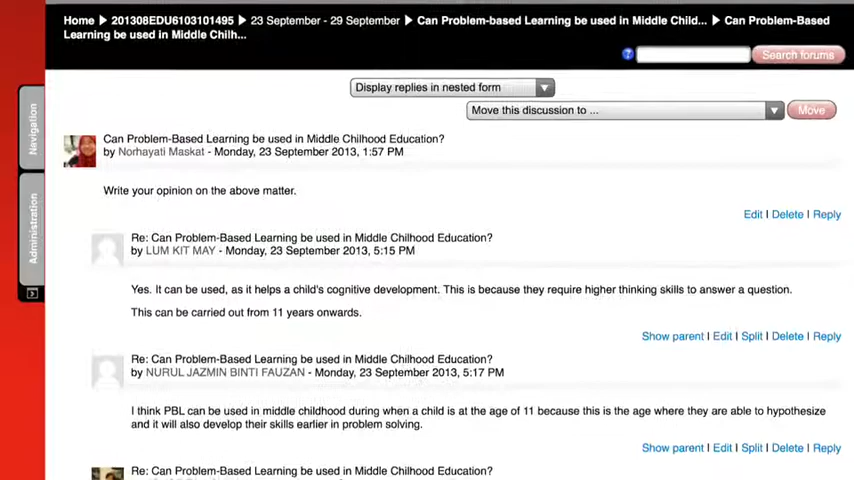 Home ▶ 201308EDU6103101495 ▶ 23 September - 29 September ▶ Can Problem-based Learning be used in Middle Child... ▶ Can Problem-Based
Learning be used in Middle Chilh...
Search forums
Display replies in nested form
Move this discussion to ...
Move
Navigation
Administration
Can Problem-Based Learning be used in Middle Chilhood Education?
by Norhayati Maskat - Monday, 23 September 2013, 1:57 PM
Write your opinion on the above matter.
Edit | Delete | Reply
Re: Can Problem-Based Learning be used in Middle Chilhood Education?
by LUM KIT MAY - Monday, 23 September 2013, 5:15 PM
Yes. It can be used, as it helps a child's cognitive development. This is because they require higher thinking skills to answer a question.
This can be carried out from 11 years onwards.
Show parent | Edit | Split | Delete | Reply
Re: Can Problem-Based Learning be used in Middle Chilhood Education?
by NURUL JAZMIN BINTI FAUZAN - Monday, 23 September 2013, 5:17 PM
I think PBL can be used in middle childhood during when a child is at the age of 11 because this is the age where they are able to hypothesize
and it will also develop their skills earlier in problem solving.
Show parent | Edit | Split | Delete | Reply
Re: Can Problem-Based Learning be used in Middle Chilhood Education?